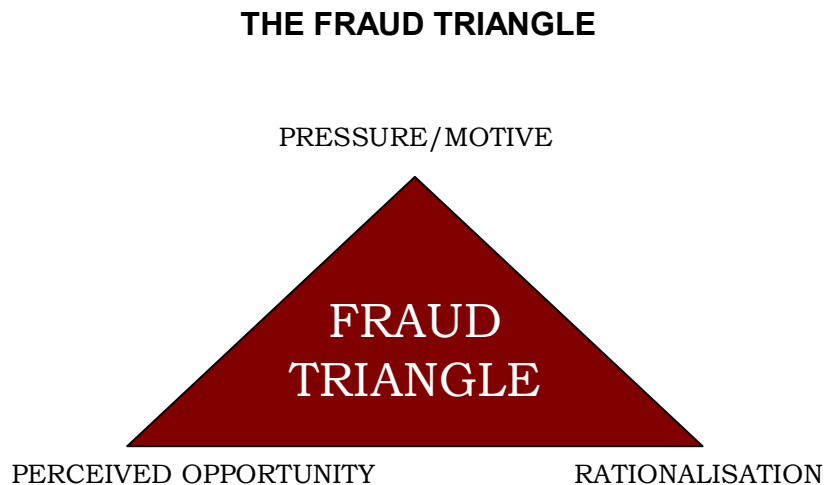 THE FRAUD TRIANGLE
PRESSURE/MOTIVE
FRAUD
TRIANGLE
PERCEIVED OPPORTUNITY
RATIONALISATION